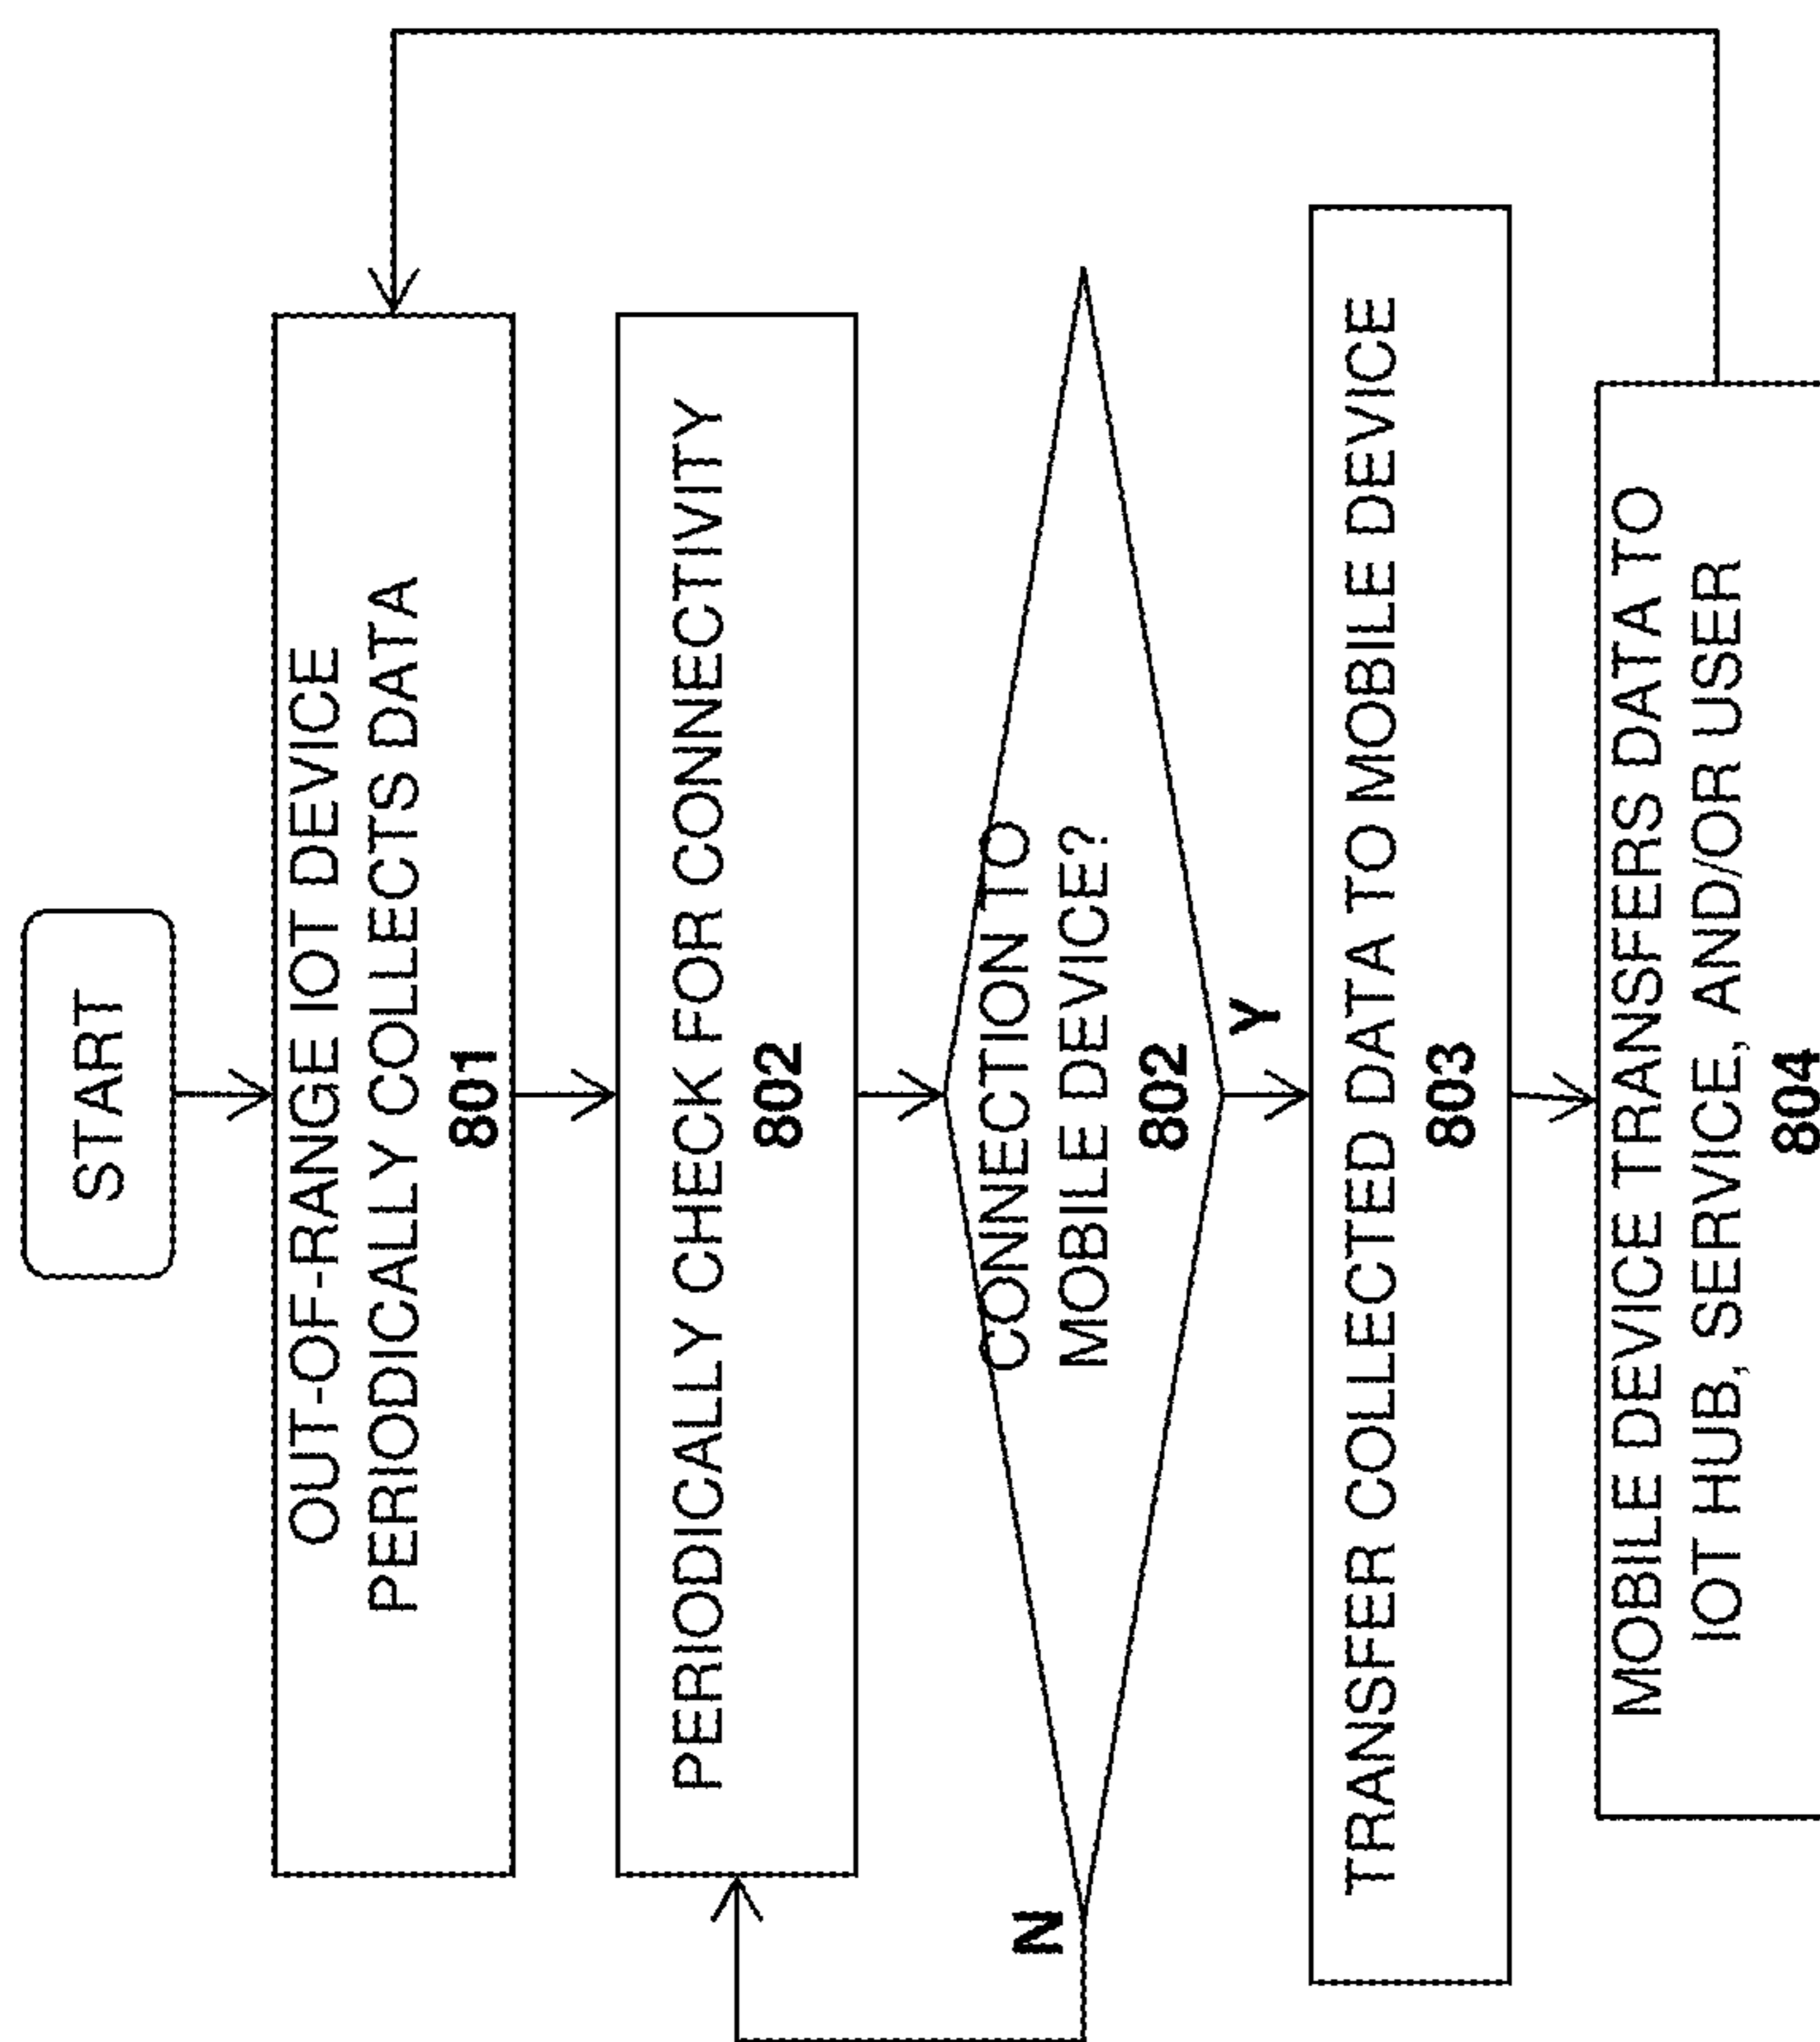 START
OUT-OF-RANGE IOT DEVICE
PERIODICALLY COLLECTS DATA
801
PERIODICALLY CHECK FOR CONNECTIVITY
802
CONNECTION TO
MOBILE DEVICE?
802
N
Y
TRANSFER COLLECTED DATA TO MOBILE DEVICE
803
MOBILE DEVICE TRANSFERS DATA TO
IOT HUB, SERVICE, AND/OR USER
804